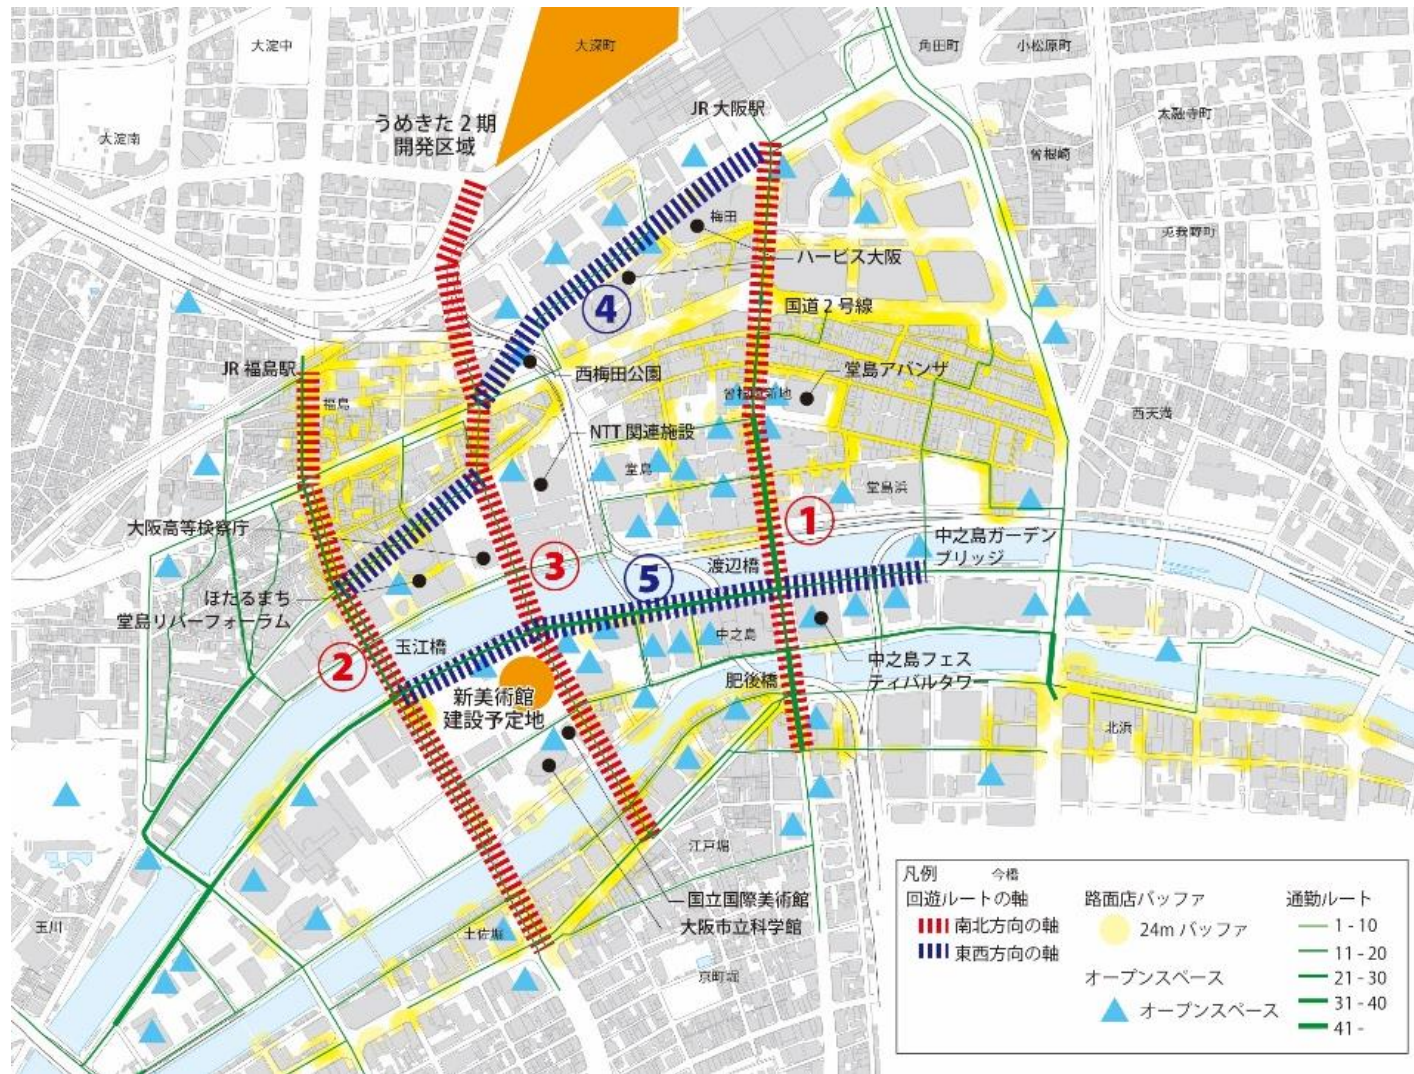 大淀中
大深町
角田町
小松原町
JR 大阪駅
太融寺町
うめきた 2 期
開発区域
大淀南
曾根崎
梅田
兎我野町
ハービス大阪
④
国道 2 号線
JR 福島駅
西梅田公園
堂島アバンザ
福島
西天満
NTT 関連施設
堂島
堂島浜
①
大阪高等検察庁
中之島ガーデン
ブリッジ
③
渡辺橋
⑤
ほたるまち
堂島リバーフォーラム
玉江橋
中之島
②
中之島フェス
ティバルタワー
肥後橋
新美術館
建設予定地
北浜
江戸堀
国立国際美術館
大阪市立科学館
玉川
土佐堀
京町堀
凡例
今橋
回遊ルートの軸
南北方向の軸
東西方向の軸
路面店バッファ
24m バッファ
オープンスペース
オープンスペース
通勤ルート
1 - 10
11 - 20
21 - 30
31 - 40
41 -